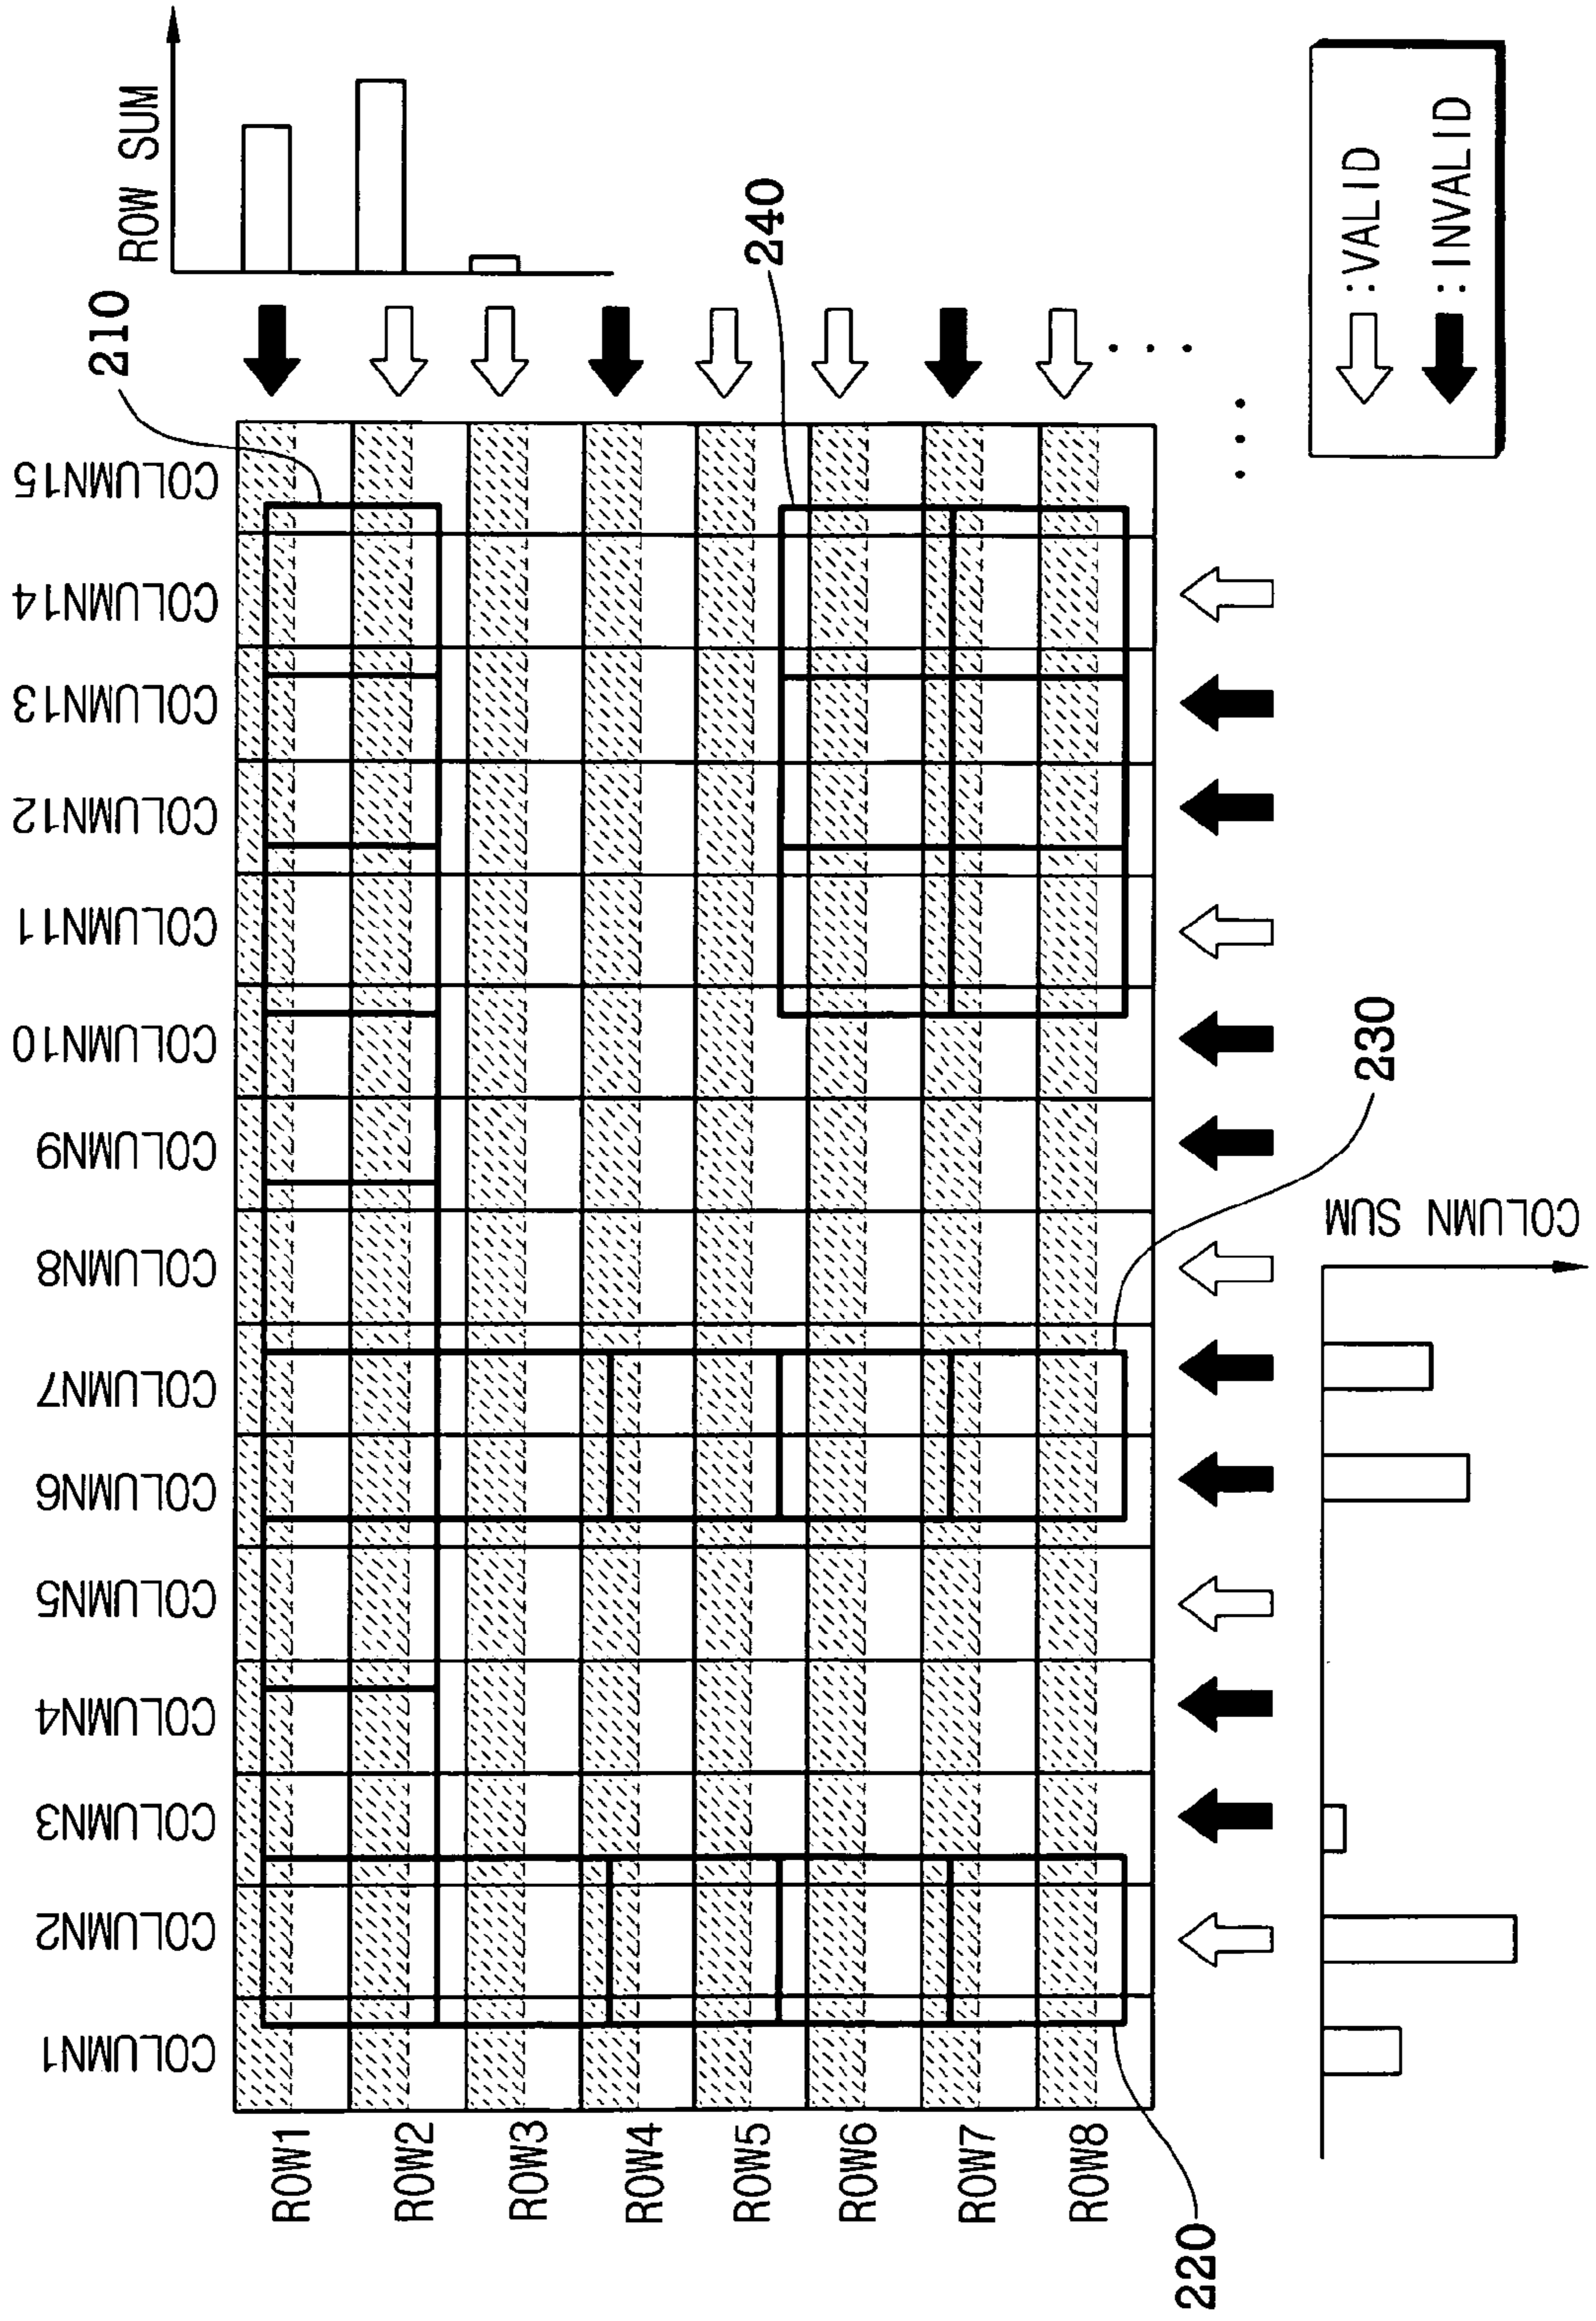 ROW SUM
210
240
COLUMN1
COLUMN2
COLUMN3
COLUMN4
COLUMN5
COLUMN6
COLUMN7
COLUMN8
COLUMN9
COLUMN10
COLUMN11
COLUMN12
COLUMN13
COLUMN14
COLUMN15
ROW1
ROW2
ROW3
ROW4
ROW5
ROW6
ROW7
ROW8
220
230
COLUMN SUM
:VALID
:INVALID